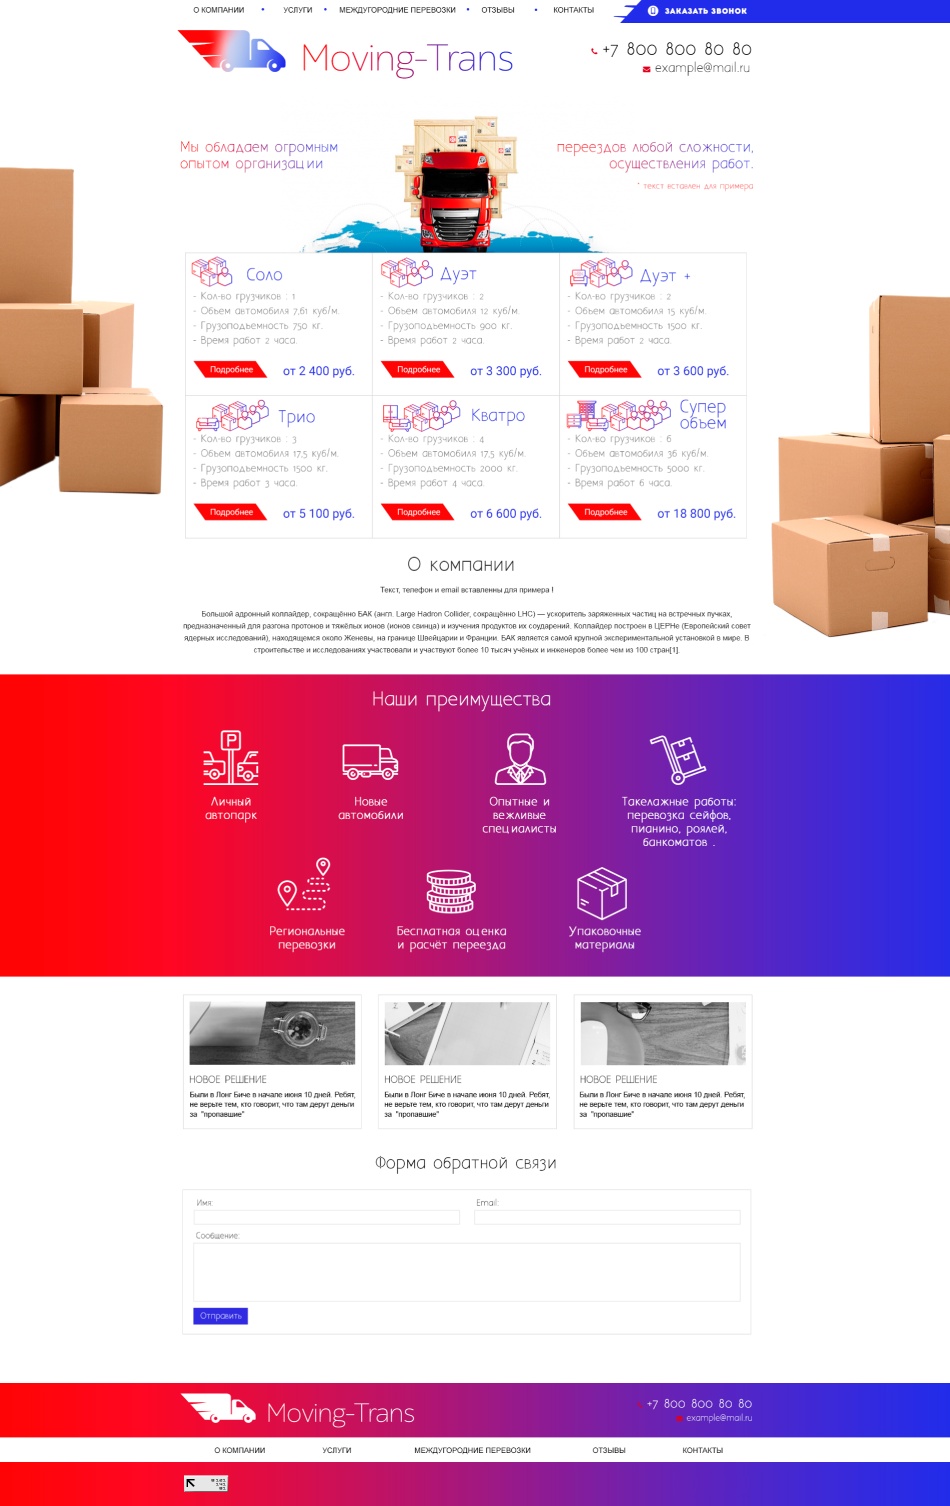 О КОМПАНИИ • УСЛУГИ • МЕЖДУГОРОДНИЕ ПЕРЕВОЗКИ • ОТЗЫВЫ • КОНТАКТЫ
ЗАКАЗАТЬ ЗВОНОК
Moving-Trans
+7 800 800 80 80
example@mail.ru
Мы обладаем огромным
опытом организации
переездов любой сложности,
осуществления работ.
* текст вставлен для примера
Соло
- Кол-во грузчиков : 1
- Объем автомобиля 7,61 куб/м.
- Грузоподъемность 750 кг.
- Время работ 2 часа.
Подробнее
от 2 400 руб.
Дуэт
- Кол-во грузчиков : 2
- Объем автомобиля 12 куб/м.
- Грузоподъемность 900 кг.
- Время работ 2 часа.
Подробнее
от 3 300 руб.
Дуэт +
- Кол-во грузчиков : 2
- Объем автомобиля 15 куб/м.
- Грузоподъемность 1500 кг.
- Время работ 2 часа.
Подробнее
от 3 600 руб.
Трио
- Кол-во грузчиков : 3
- Объем автомобиля 17,5 куб/м.
- Грузоподъемность 1500 кг.
- Время работ 3 часа.
Подробнее
от 5 100 руб.
Кватро
- Кол-во грузчиков : 4
- Объем автомобиля 17,5 куб/м.
- Грузоподъемность 2000 кг.
- Время работ 4 часа.
Подробнее
от 6 600 руб.
Супер
объем
- Кол-во грузчиков : 6
- Объем автомобиля 36 куб/м.
- Грузоподъемность 5000 кг.
- Время работ 6 часа.
Подробнее
от 18 800 руб.
О компании
Текст, телефон и email вставленны для примера !
Большой адронный коллайдер, сокращённо БАК (англ. Large Hadron Collider, сокращённо LHC) — ускоритель заряженных частиц на встречных пучках,
предназначенный для разгона протонов и тяжёлых ионов (ионов свинца) и изучения продуктов их соударений. Коллайдер построен в ЦЕРНе (Европейский совет
ядерных исследований), находящемся около Женевы, на границе Швейцарии и Франции. БАК является самой крупной экспериментальной установкой в мире. В
строительстве и исследованиях участвовали и участвуют более 10 тысяч учёных и инженеров более чем из 100 стран[1].
Наши преимущества
P
Личный
автопарк
Новые
автомобили
Опытные и
вежливые
специалисты
Такелажные работы:
перевозка сейфов,
пианино, роялей,
банкоматов .
Региональные
перевозки
Бесплатная оценка
и расчёт переезда
Упаковочные
материалы
НОВОЕ РЕШЕНИЕ
Были в Лонг Биче в начале июня 10 дней. Ребят,
не верьте тем, кто говорит, что там дерут деньги
за "пропавшие"
НОВОЕ РЕШЕНИЕ
Были в Лонг Биче в начале июня 10 дней. Ребят,
не верьте тем, кто говорит, что там дерут деньги
за "пропавшие"
НОВОЕ РЕШЕНИЕ
Были в Лонг Биче в начале июня 10 дней. Ребят,
не верьте тем, кто говорит, что там дерут деньги
за "пропавшие"
Форма обратной связи
Имя:
Email:
Сообщение:
Отправить
Moving-Trans
+7 800 800 80 80
example@mail.ru
О КОМПАНИИ УСЛУГИ МЕЖДУГОРОДНИЕ ПЕРЕВОЗКИ ОТЗЫВЫ КОНТАКТЫ